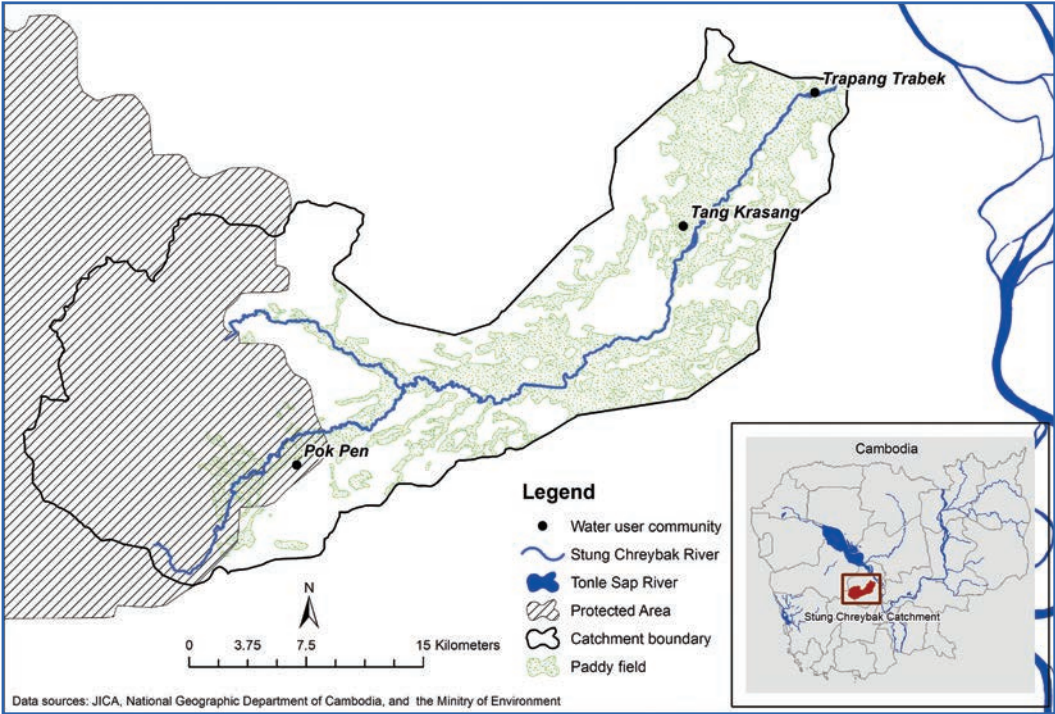 Trapang Trabek
Tang Krasang
Pok Pen
Legend
Water user community
Stung Chreybak River
Tonle Sap River
Protected Area
Catchment boundary
Paddy field
N
0 3.75 7.5 15 Kilometers
Cambodia
Stung Chreybak Catchment
Data sources: JICA, National Geographic Department of Cambodia, and the Minitry of Environment